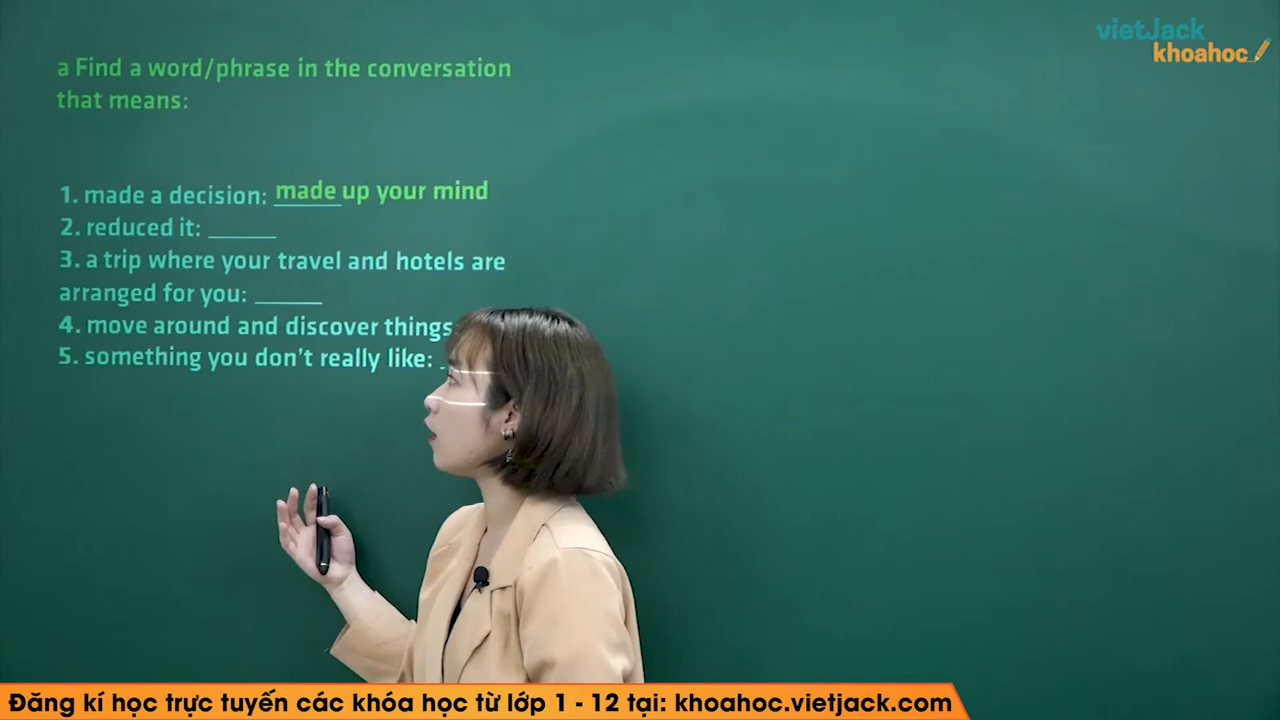 vietJack
khoahoc
a Find a word/phrase in the conversation
that means:
1. made a decision: ______ made up your mind
2. reduced it: ______
3. a trip where your travel and hotels are
arranged for you: ______
4. move around and discover things
5. something you don't really like: _
Đăng kí học trực tuyến các khóa học từ lớp 1 - 12 tại: khoahoc.vietjack.com